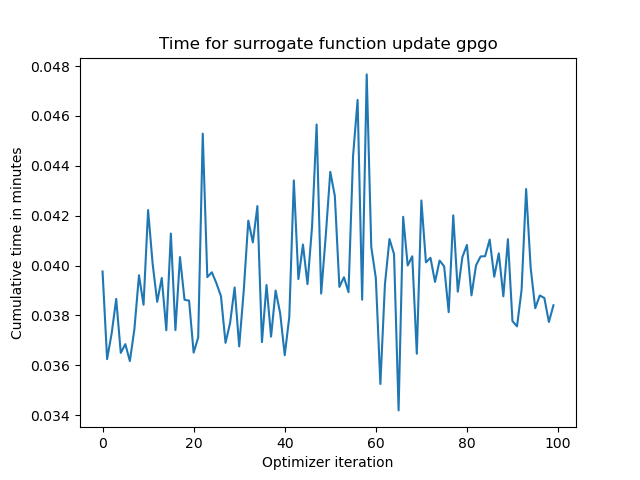 Time for surrogate function update gpgo
0.048
0.046
0.044
0.042
0.040
0.038
0.036
0.034
Cumulative time in minutes
0 20 40 60 80 100
Optimizer iteration